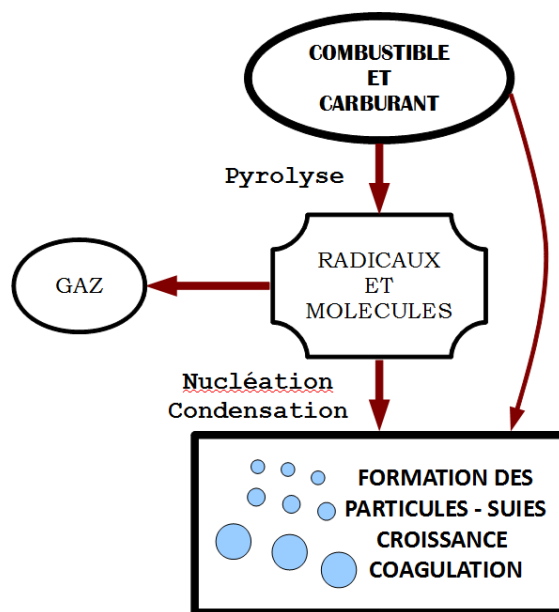 COMBUSTIBLE
ET
CARBURANT
Pyrolyse
GAZ
RADICAUX
ET
MOLECULES
Nucléation
Condensation
FORMATION DES
PARTICULES - SUIES
CROISSANCE
COAGULATION